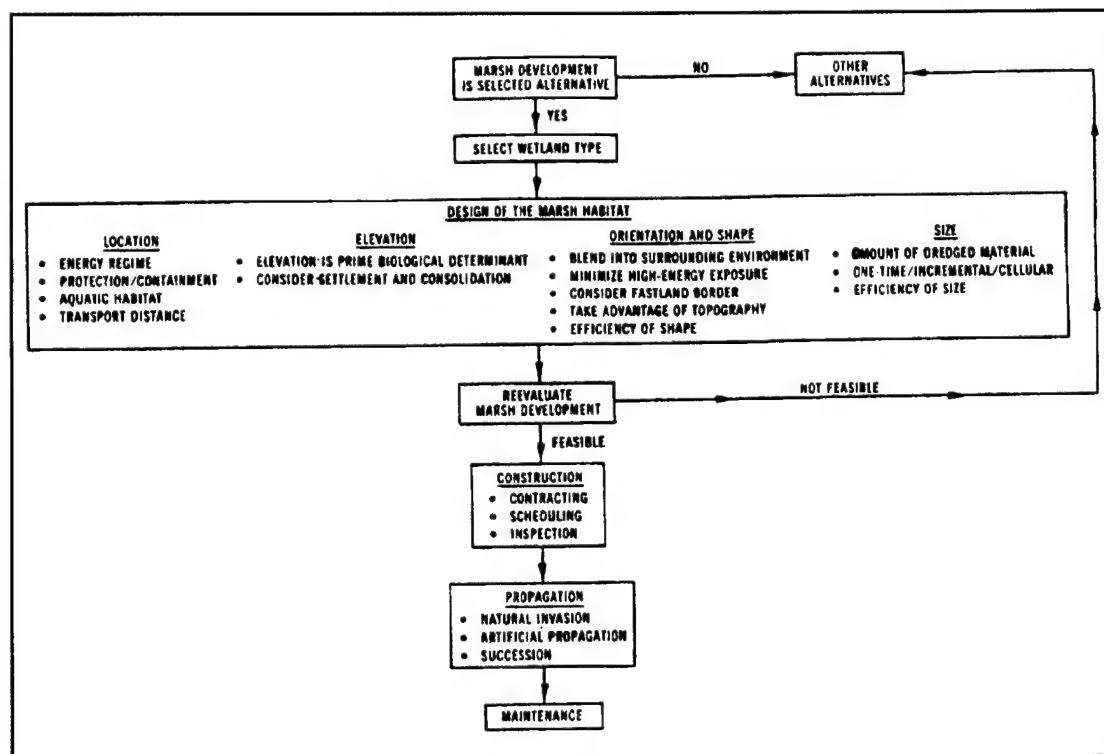 MARSH DEVELOPMENT
IS SELECTED ALTERNATIVE
NO
OTHER
ALTERNATIVES
YES
SELECT WETLAND TYPE
DESIGN OF THE MARSH HABITAT
LOCATION
• ENERGY REGIME
• PROTECTION/CONTAINMENT
• AQUATIC HABITAT
• TRANSPORT DISTANCE
ELEVATION
• ELEVATION IS PRIME BIOLOGICAL DETERMINANT
• CONSIDER SETTLEMENT AND CONSOLIDATION
ORIENTATION AND SHAPE
• BLEND INTO SURROUNDING ENVIRONMENT
• MINIMIZE HIGH-ENERGY EXPOSURE
• CONSIDER FASTLAND BORDER
• TAKE ADVANTAGE OF TOPOGRAPHY
• EFFICIENCY OF SHAPE
SIZE
• AMOUNT OF DREDGED MATERIAL
• ONE-TIME/INCREMENTAL/CELLULAR
• EFFICIENCY OF SIZE
REEVALUATE
MARSH DEVELOPMENT
NOT FEASIBLE
FEASIBLE
CONSTRUCTION
• CONTRACTING
• SCHEDULING
• INSPECTION
PROPAGATION
• NATURAL INVASION
• ARTIFICIAL PROPAGATION
• SUCCESSION
MAINTENANCE